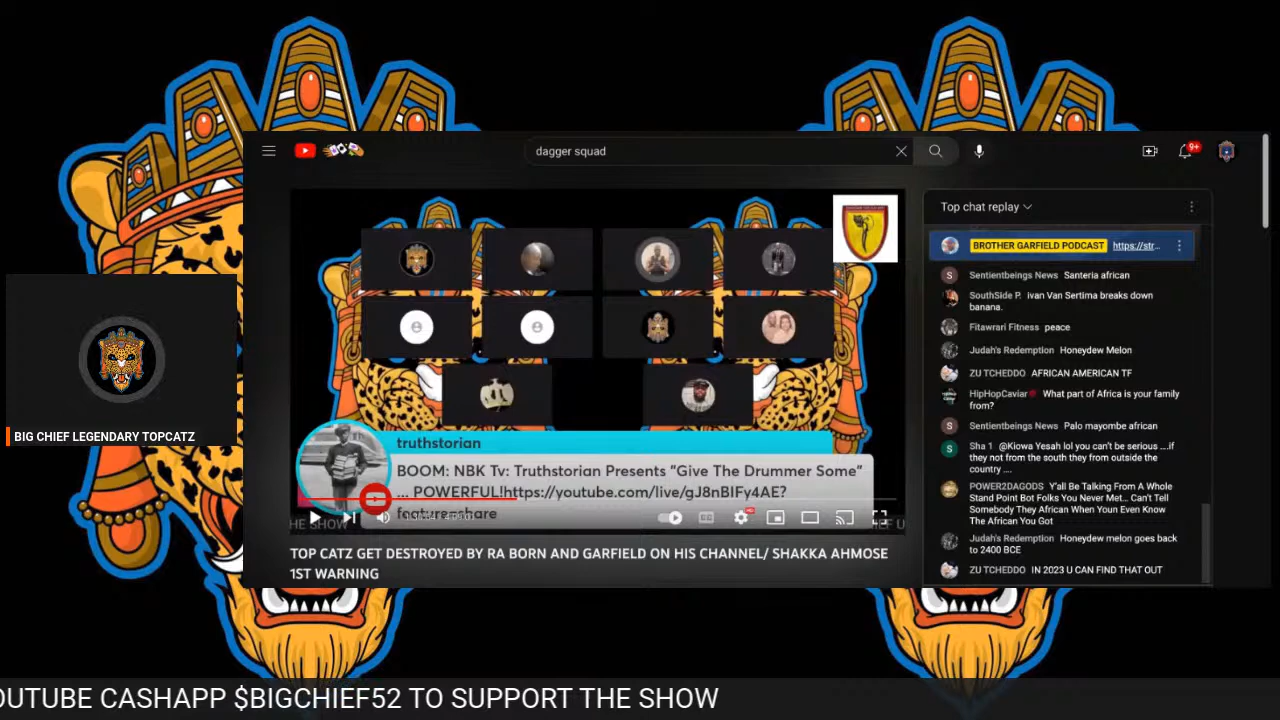 dagger squad
9+
Top chat replay
BROTHER GARFIELD PODCAST https://str...
Sentientbeings News Santeria african
SouthSide P. ivan Van Sertima breaks down
banana.
Fitawrari Fitness peace
Judah's Redemption Honeydew Melon
ZU TCHEDDO AFRICAN AMERICAN TF
HipHopCaviar What part of Africa is your family
from?
Sentientbeings News Palo mayombe african
Sha 1 @Kiowa Yesah lol you can't be serious ....if
they not from the south they from outside the
country ....
POWER2DAGODS Y'all Be Talking From A Whole
Stand Point Bot Folks You Never Met... Can't Tell
Somebody They African When Youn Even Know
The African You Got
Judah's Redemption Honeydew melon goes back
to 2400 BCE
ZU TCHEDDO IN 2023 U CAN FIND THAT OUT
truthstorian
BOOM: NBK Tv: Truthstorian Presents "Give The Drummer Some"
... POWERFUL!https://youtube.com/live/gJ8nBIFy4AE?
feature=share
HE SHOW
TOP CATZ GET DESTROYED BY RA BORN AND GARFIELD ON HIS CHANNEL/ SHAKKA AHMOSE
1ST WARNING
BIG CHIEF LEGENDARY TOPCATZ
OUTUBE CASHAPP $BIGCHIEF52 TO SUPPORT THE SHOW